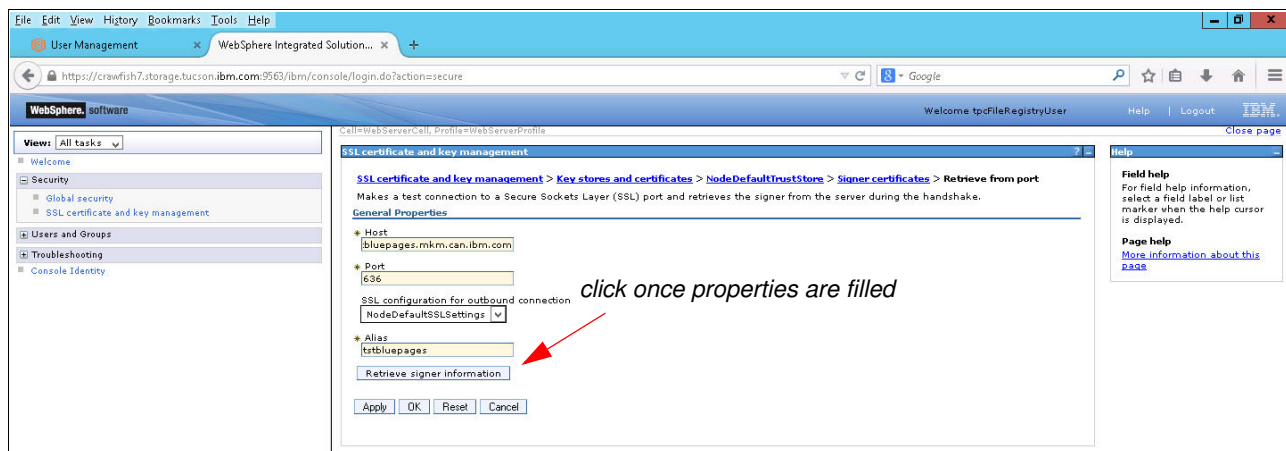 File Edit View History Bookmarks Tools Help
User Management × WebSphere Integrated Solution... × +
https://crawfish7.storage.tucson.ibm.com:9563/ibm/console/login.do?action=secure
8 Google
WebSphere. software
Welcome tpcFileRegistryUser
Help | Logout
IBM.
View: All tasks
Welcome
Security
Global security
SSL certificate and key management
Users and Groups
Troubleshooting
Console Identity
Cell=WebServerCell, Profile=WebServerProfile
Close page
SSL certificate and key management
? –
SSL certificate and key management > Key stores and certificates > NodeDefaultTrustStore > Signer certificates > Retrieve from port
Makes a test connection to a Secure Sockets Layer (SSL) port and retrieves the signer from the server during the handshake.
General Properties
* Host
:bluepages.mkm.can.ibm.com
* Port
636
SSL configuration for outbound connection
NodeDefaultSSLSettings
* Alias
tstbluepages
Retrieve signer information
Apply OK Reset Cancel
click once properties are filled
Help
Field help
For field help information,
select a field label or list
marker when the help cursor
is displayed.
Page help
More information about this
page